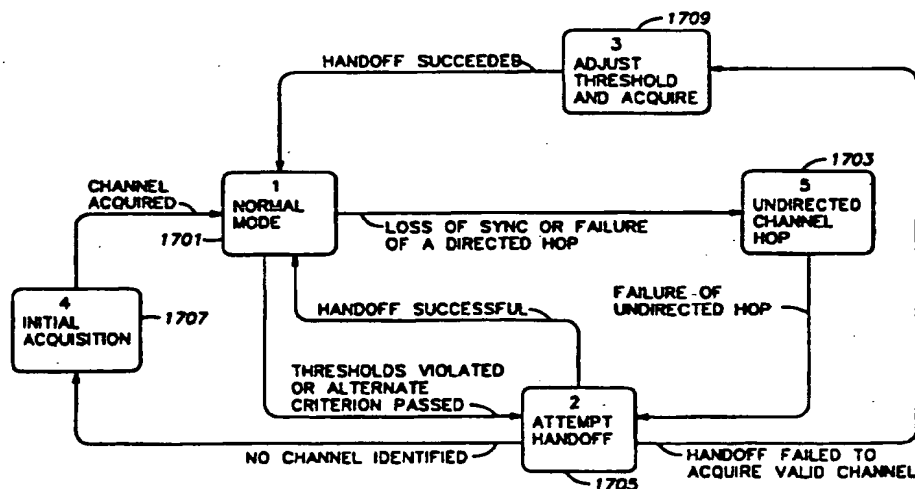 1709
3
ADJUST
THRESHOLD
AND ACQUIRE
HANDOFF SUCCEEDED
1703
5
UNDIRECTED
CHANNEL
HOP
CHANNEL
ACQUIRED
1
NORMAL
MODE
1701
LOSS OF SYNC OR FAILURE
OF A DIRECTED HOP
4
INITIAL
ACQUISITION
1707
HANDOFF SUCCESSFUL
FAILURE OF
UNDIRECTED HOP
THRESHOLDS VIOLATED
OR ALTERNATE
CRITERION PASSED
2
ATTEMPT
HANDOFF
NO CHANNEL IDENTIFIED
HANDOFF FAILED TO
ACQUIRE VALID CHANNEL
1705